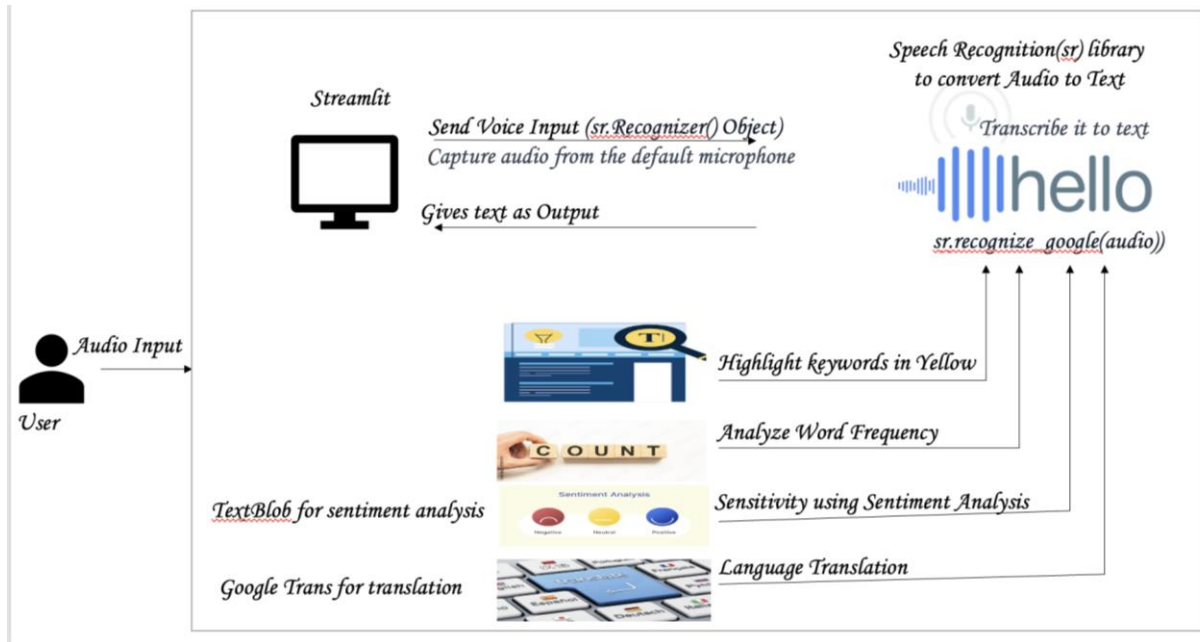 Speech Recognition(sr) library
to convert Audio to Text
Streamlit
Send Voice Input (sr.Recognizer() Object)
Capture audio from the default microphone
Transcribe it to text
hello
Gives text as Output
sr.recognize_google(audio))
Audio Input
User
T
Highlight keywords in Yellow
COUNT
Analyze Word Frequency
Sentiment Analysis
Negative
Neutral
Positive
TextBlob for sentiment analysis
Sensitivity using Sentiment Analysis
Google Trans for translation
Español
Deutsch
Language Translation